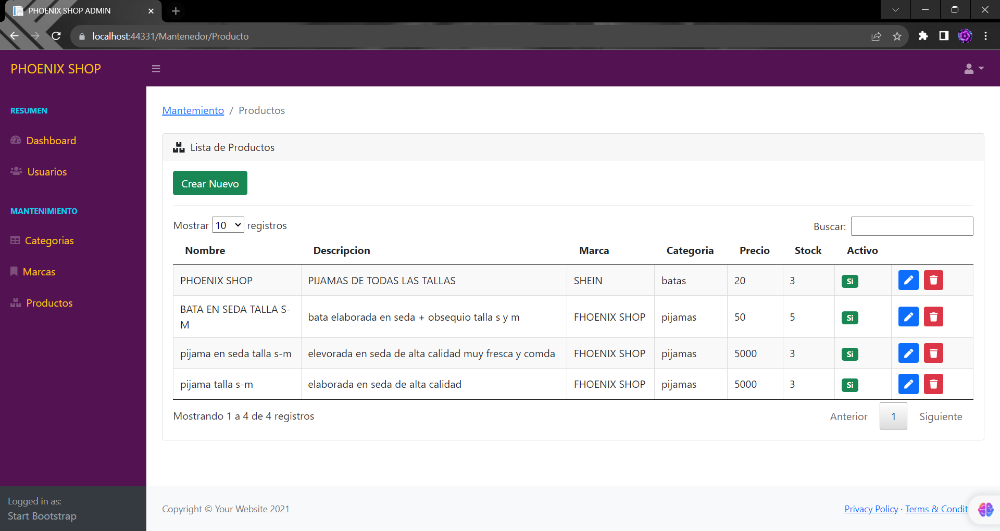 PHOENIX SHOP ADMIN
localhost:44331/Mantenedor/Producto
PHOENIX SHOP
RESUMEN
Dashboard
Usuarios
MANTENIMIENTO
Categorias
Marcas
Productos
Logged in as:
Start Bootstrap
Mantemiento / Productos
Lista de Productos
Crear Nuevo
Mostrar 10 registros
Buscar:
Nombre Descripcion Marca Categoria Precio Stock Activo
PHOENIX SHOP PIJAMAS DE TODAS LAS TALLAS SHEIN batas 20 3 Si
BATA EN SEDA TALLA S-
M bata elaborada en seda + obsequio talla s y m FHOENIX SHOP pijamas 50 5 Si
pijama en seda talla s-m elevorada en seda de alta calidad muy fresca y comda FHOENIX SHOP pijamas 5000 3 Si
pijama talla s-m elaborada en seda de alta calidad FHOENIX SHOP pijamas 5000 3 Si
Mostrando 1 a 4 de 4 registros
Anterior 1 Siguiente
Copyright © Your Website 2021
Privacy Policy · Terms & Condit